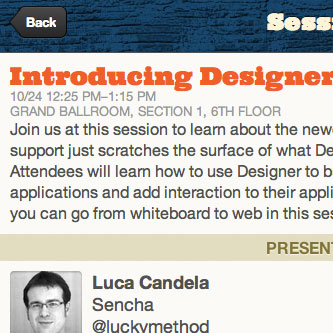 Back
Sess
Introducing Designer
10/24 12:25 PM–1:15 PM
GRAND BALLROOM, SECTION 1, 6TH FLOOR
Join us at this session to learn about the new
support just scratches the surface of what De
Attendees will learn how to use Designer to b
applications and add interaction to their appli
you can go from whiteboard to web in this ses
PRESENT
Luca Candela
Sencha
@luckymethod